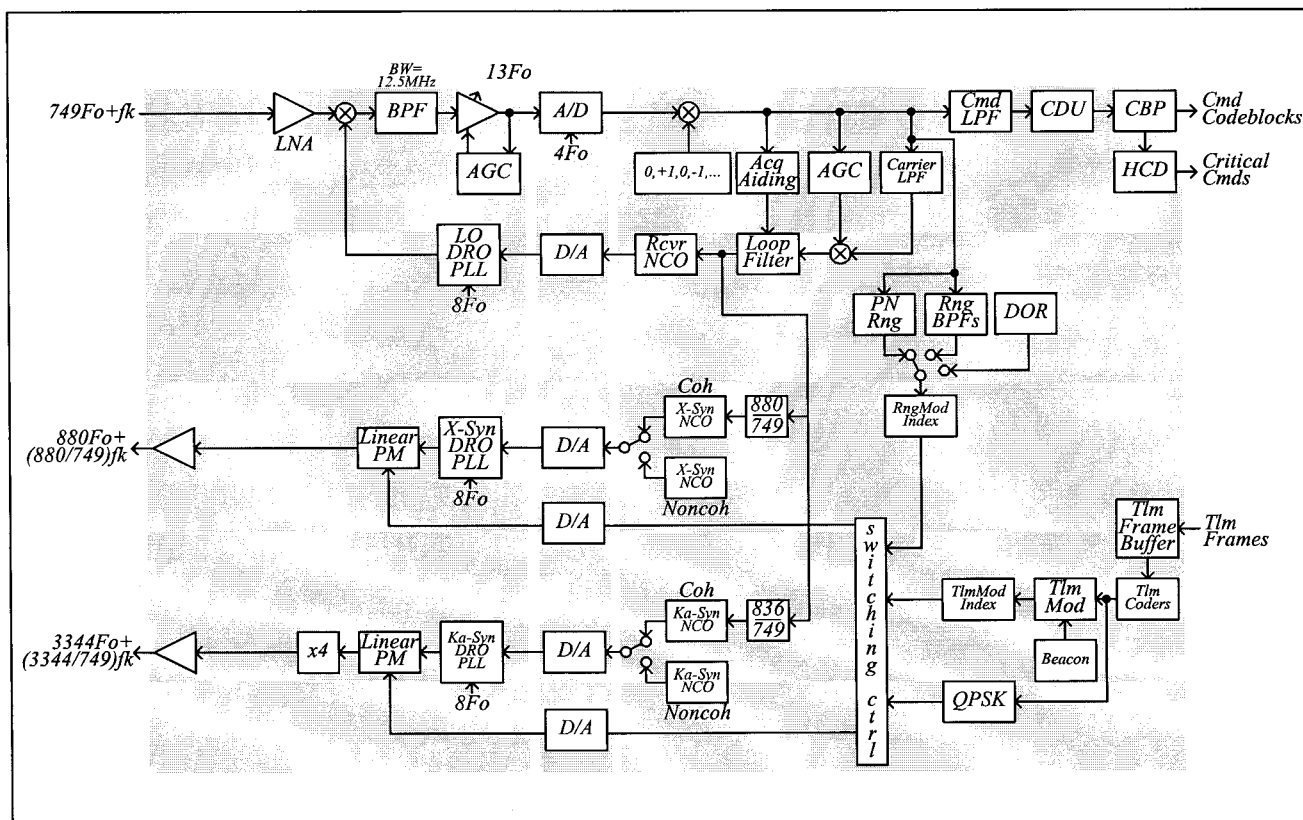 749Fo+fk
LNA
BW=
12.5MHz
BPF
13Fo
AGC
A/D
4Fo
0,+1,0,-1,...
Acq
Aiding
AGC
Carrier
LPF
Cmd
LPF
CDU
CBP
Cmd
Codeblocks
HCD
Critical
Cmds
LO
DRO
PLL
8Fo
D/A
Rcvr
NCO
Loop
Filter
PN
Rng
Rng
BPFs
DOR
RngMod
Index
880Fo+
(880/749)fk
Linear
PM
X-Syn
DRO
PLL
8Fo
D/A
Coh
X-Syn
NCO
880
749
X-Syn
NCO
Noncoh
D/A
switching ctrl
Tlm
Frame
Buffer
Tlm
Frames
TlmMod
Index
Tlm
Mod
Tlm
Coders
Beacon
QPSK
3344Fo+
(3344/749)fk
x4
Linear
PM
Ka-Syn
DRO
PLL
8Fo
D/A
Coh
Ka-Syn
NCO
836
749
Ka-Syn
NCO
Noncoh
D/A